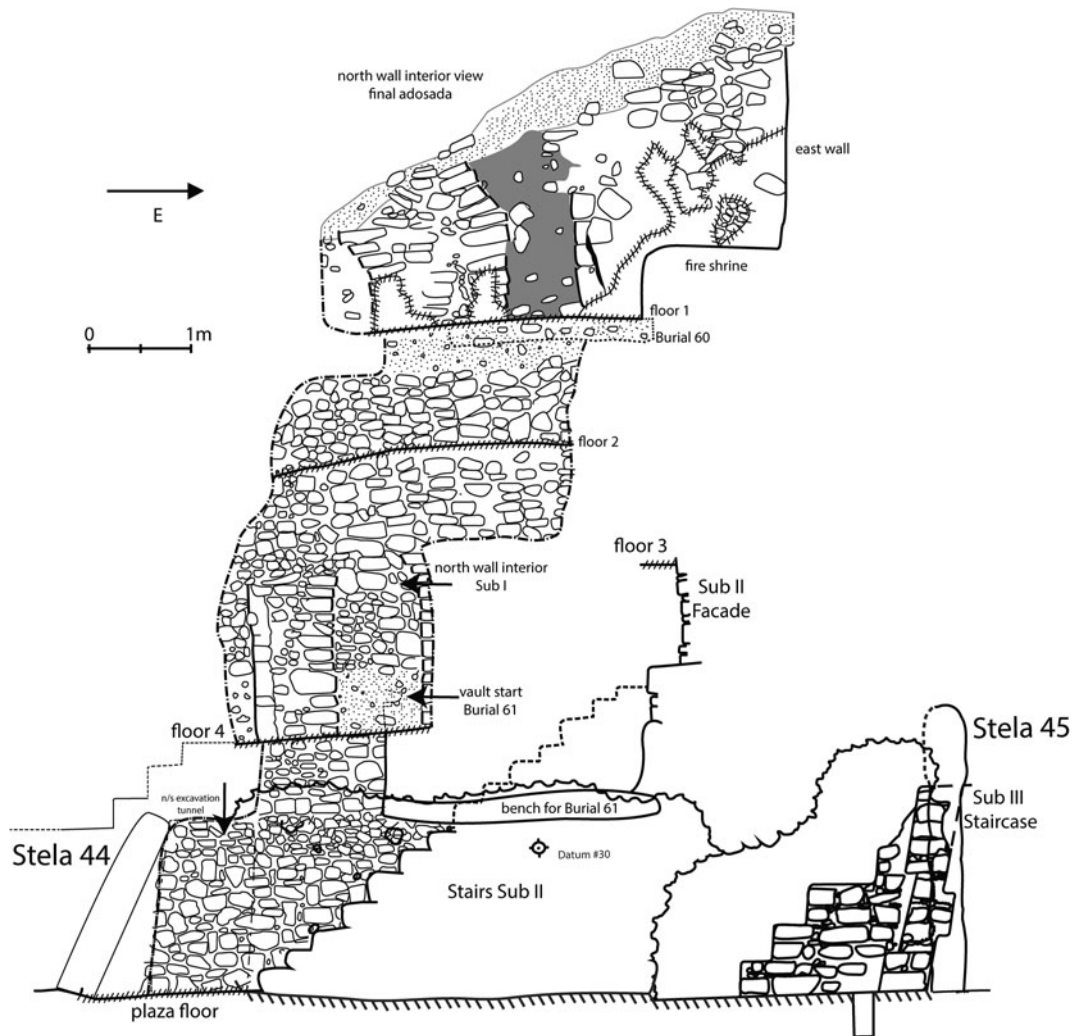 north wall interior view
final adosada
east wall
E
fire shrine
floor 1
0
1m
Burial 60
floor 2
floor 3
north wall interior
Sub I
Sub II
Facade
vault start
Burial 61
floor 4
Stela 45
n/s excavation
tunnel
bench for Burial 61
Sub III
Staircase
Stela 44
Datum #30
Stairs Sub II
plaza floor